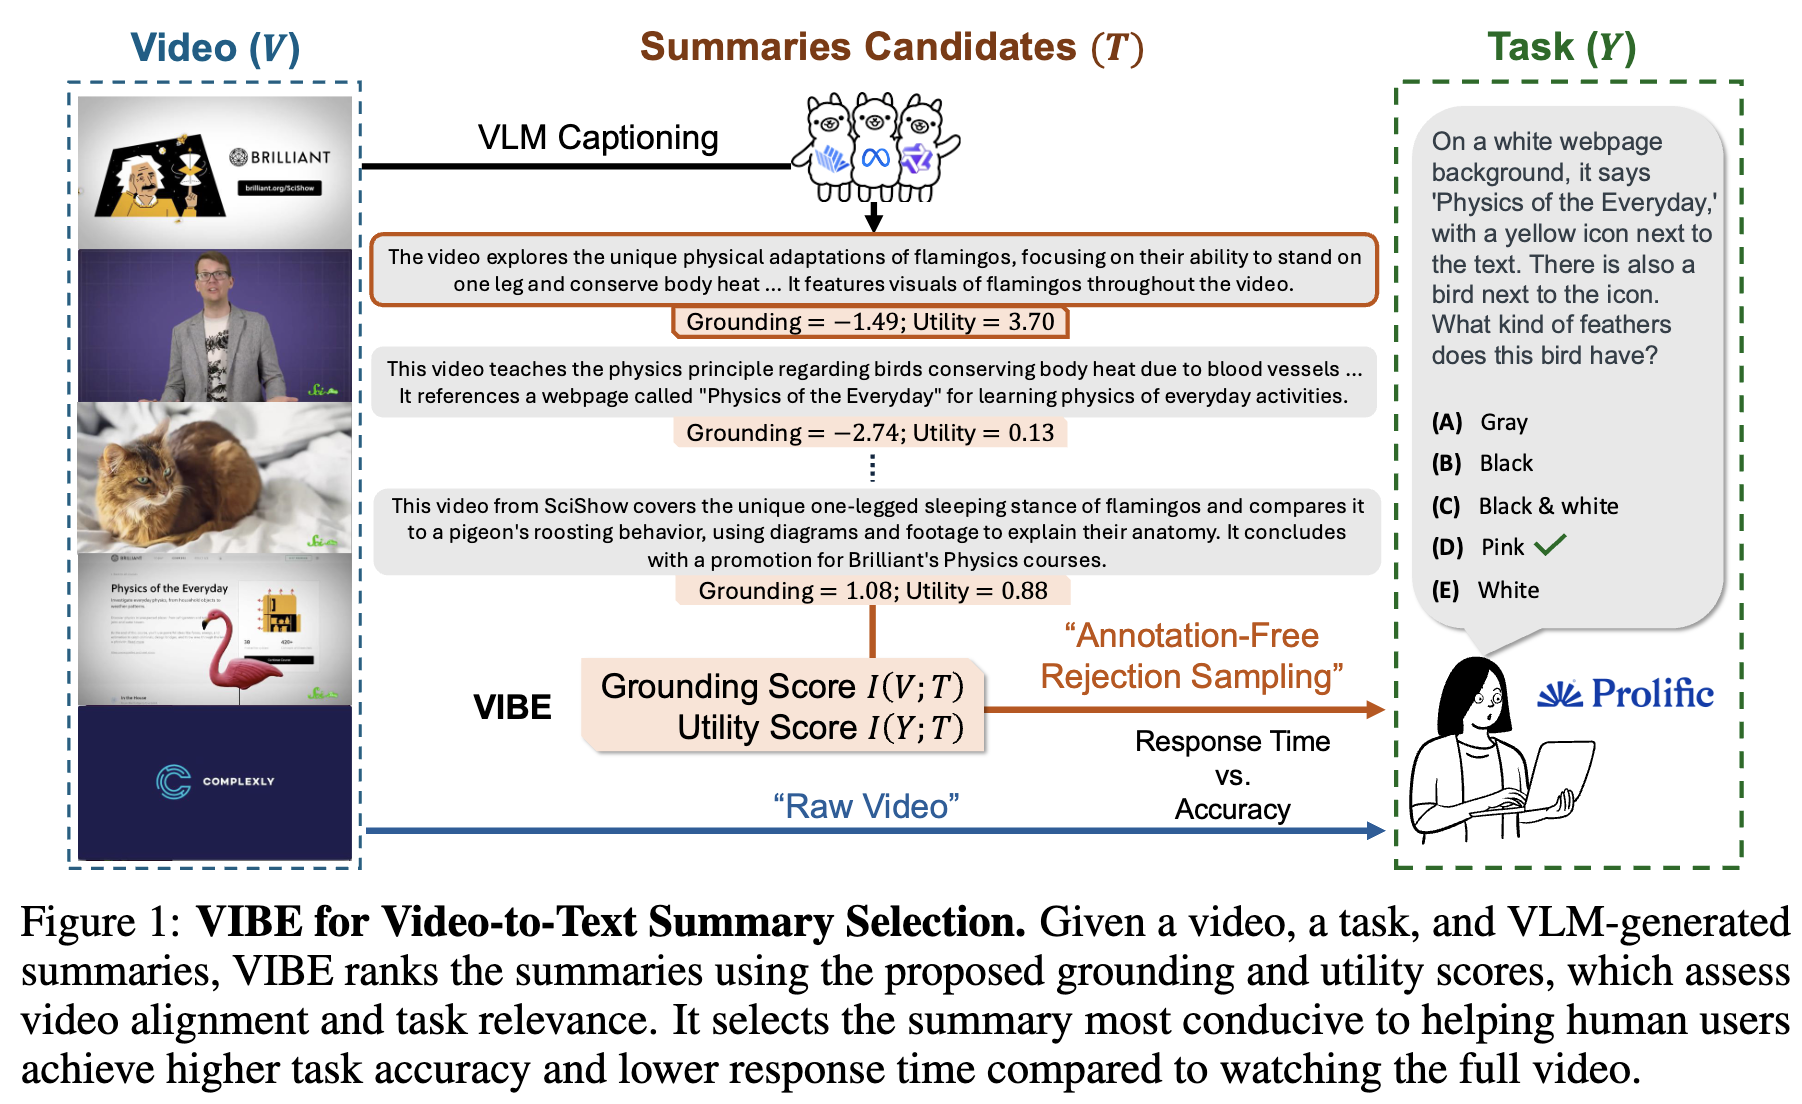 Video (V)
Summaries Candidates (T)
Task (Y)
BRILLIANT
brilliant.org/SciShow
VLM Captioning
The video explores the unique physical adaptations of flamingos, focusing on their ability to stand on
one leg and conserve body heat ... It features visuals of flamingos throughout the video.
Grounding = −1.49; Utility = 3.70
This video teaches the physics principle regarding birds conserving body heat due to blood vessels ...
It references a webpage called "Physics of the Everyday" for learning physics of everyday activities.
Grounding = −2.74; Utility = 0.13
This video from SciShow covers the unique one-legged sleeping stance of flamingos and compares it
to a pigeon's roosting behavior, using diagrams and footage to explain their anatomy. It concludes
with a promotion for Brilliant's Physics courses.
Grounding = 1.08; Utility = 0.88
BRILLIANT
Physics of the Everyday
COMPLEXLY
VIBE
Grounding Score I(V; T)
Utility Score I(Y; T)
“Annotation-Free
Rejection Sampling”
Response Time
vs.
Accuracy
“Raw Video”
On a white webpage
background, it says
'Physics of the Everyday,'
with a yellow icon next to
the text. There is also a
bird next to the icon.
What kind of feathers
does this bird have?
(A) Gray
(B) Black
(C) Black & white
(D) Pink
(E) White
Prolific
Figure 1: VIBE for Video-to-Text Summary Selection. Given a video, a task, and VLM-generated
summaries, VIBE ranks the summaries using the proposed grounding and utility scores, which assess
video alignment and task relevance. It selects the summary most conducive to helping human users
achieve higher task accuracy and lower response time compared to watching the full video.